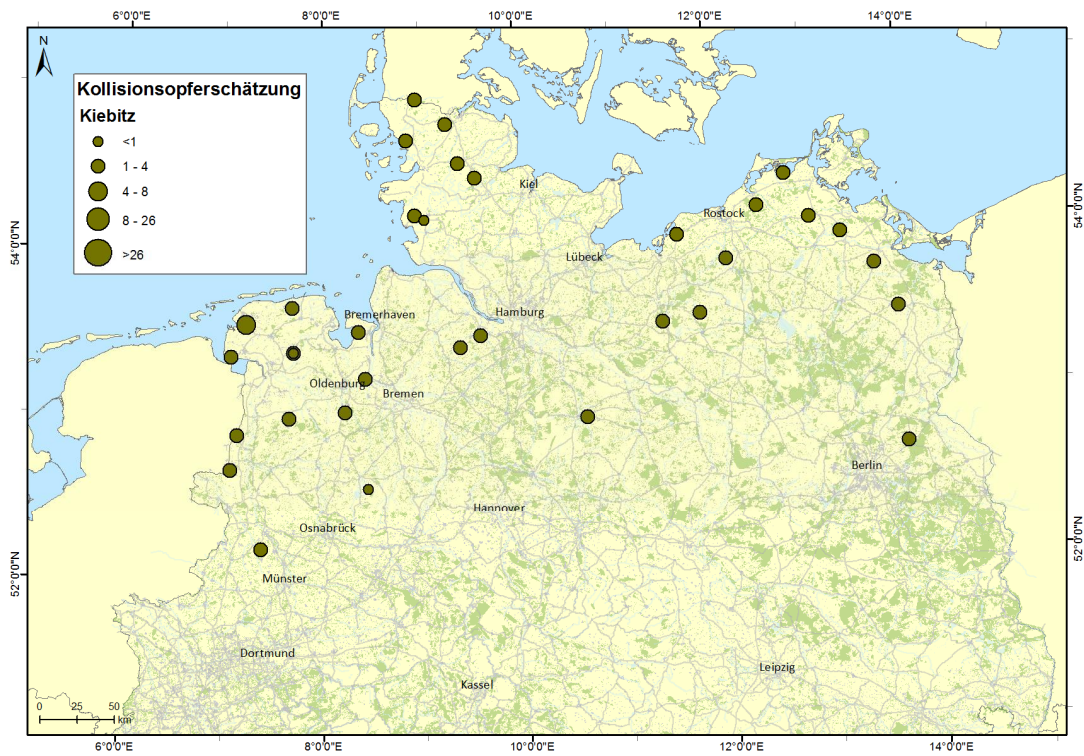 6°0'0"E 8°0'0"E 10°0'0"E 12°0'0"E 14°0'0"E
N
Kollisionsopferschätzung
Kiebitz
<1
1 - 4
4 - 8
8 - 26
>26
Kiel
Rostock
54°0'0"N
54°0'0"N
Lübeck
Hamburg
Bremerhaven
Oldenburg
Bremen
Berlin
Hannover
Osnabrück
52°0'0"N
52°0'0"N
Münster
Dortmund
Leipzig
Kassel
0 25 50
km
6°0'0"E 8°0'0"E 10°0'0"E 12°0'0"E 14°0'0"E